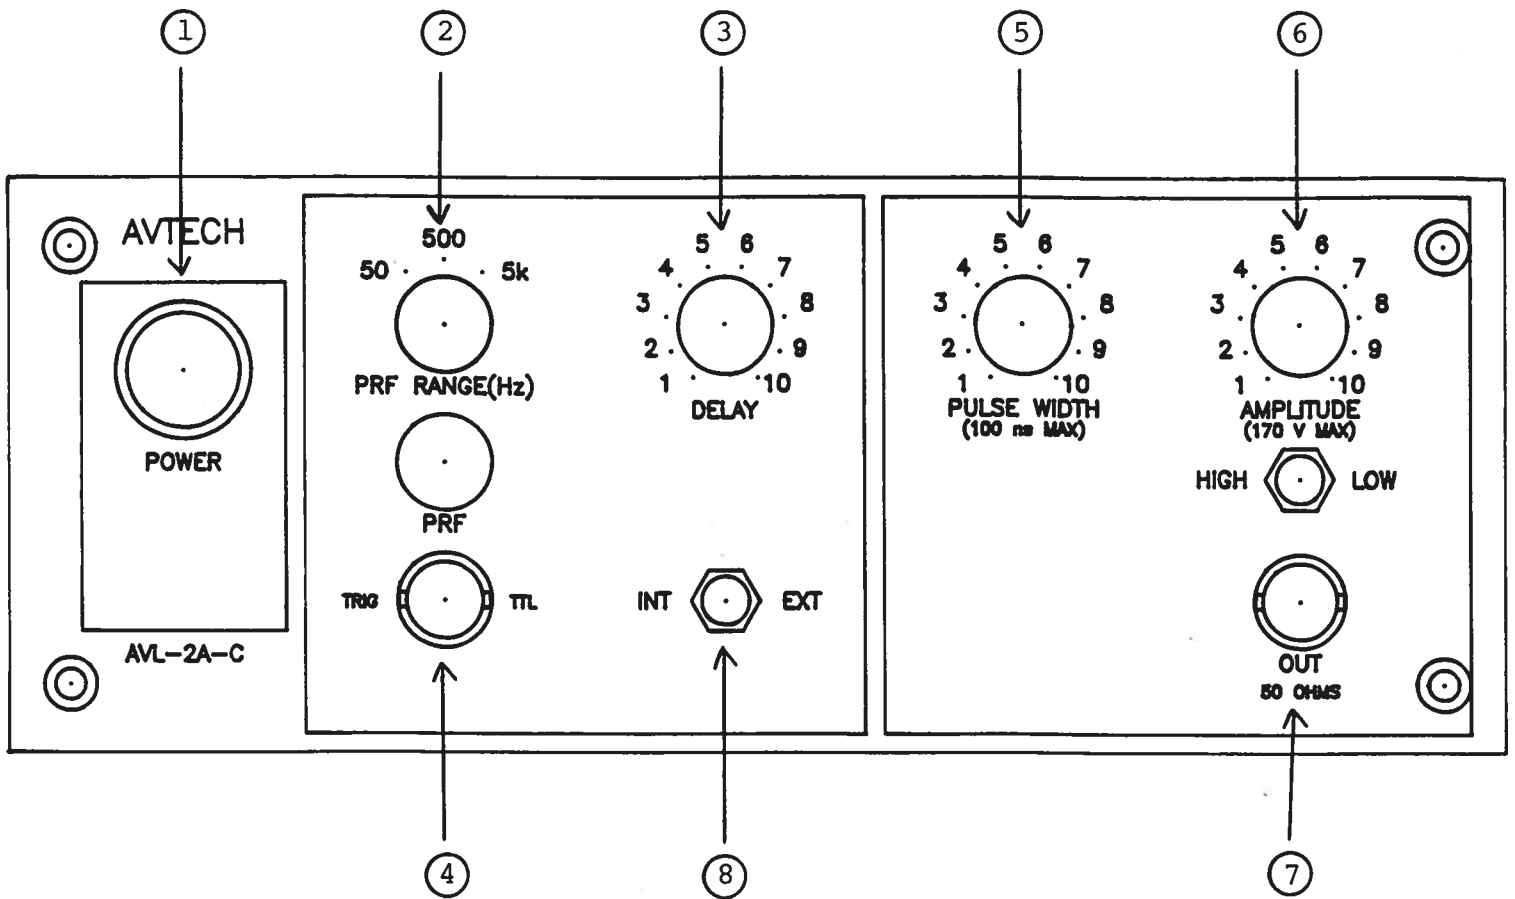 1 2 3 5 6
AVTECH
POWER
AVL-2A-C
50 500 5k
PRF RANGE(Hz)
PRF
TRIG TTL
1 2 3 4 5 6 7 8 9 10
DELAY
INT EXT
1 2 3 4 5 6 7 8 9 10
PULSE WIDTH
(100 ns MAX)
1 2 3 4 5 6 7 8 9 10
AMPLITUDE
(170 V MAX)
HIGH LOW
OUT
50 OHMS
4 8 7